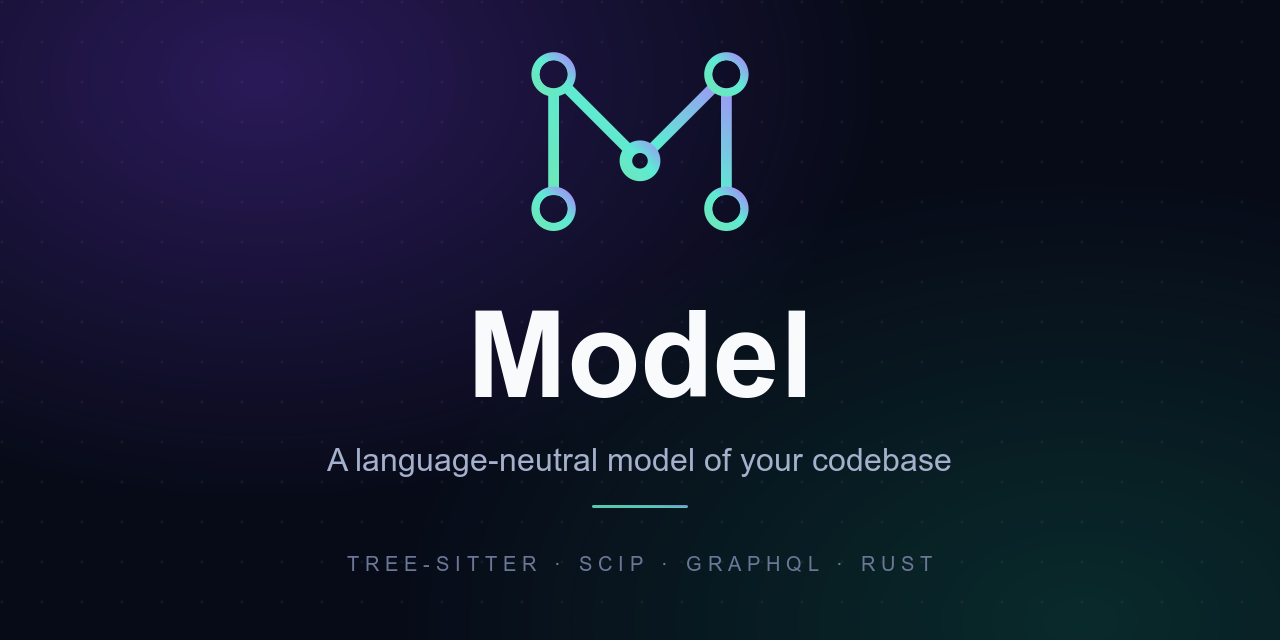 Model
A language-neutral model of your codebase
TREE-SITTER · SCIP · GRAPHQL · RUST